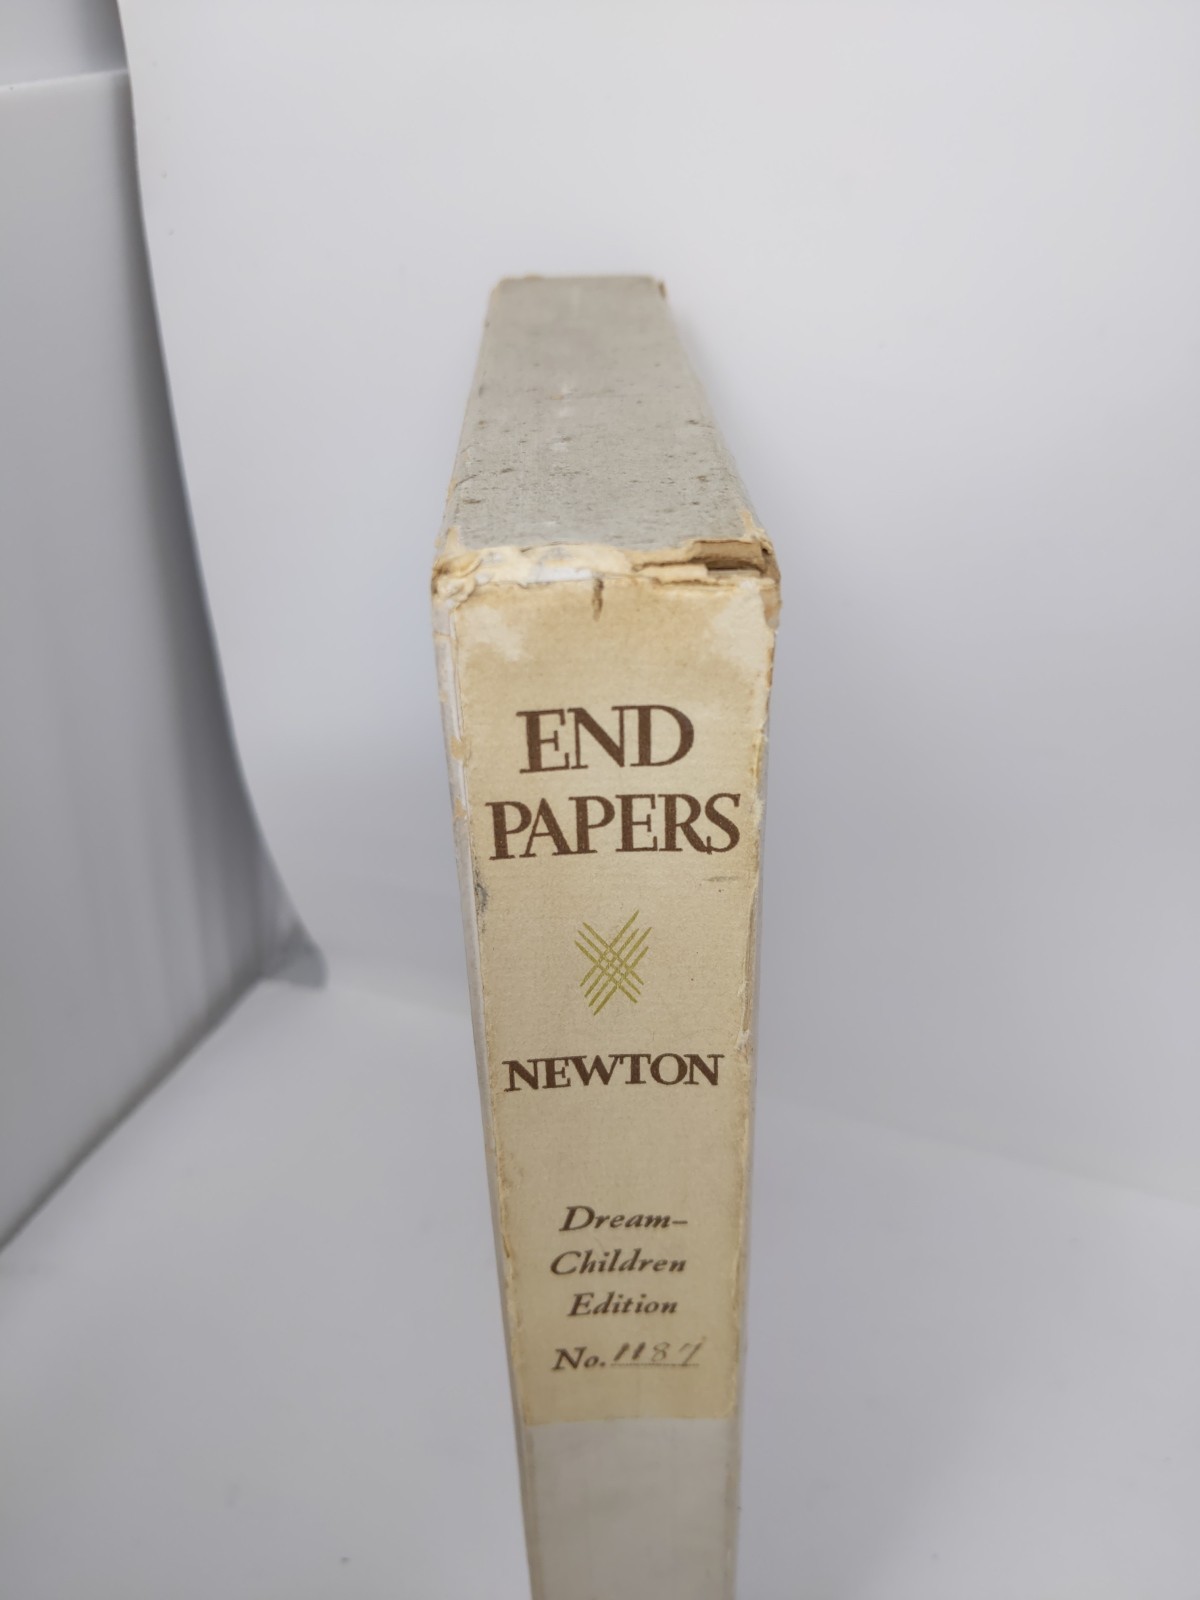 END
PAPERS
NEWTON
Dream-
Children
Edition
No. 1187